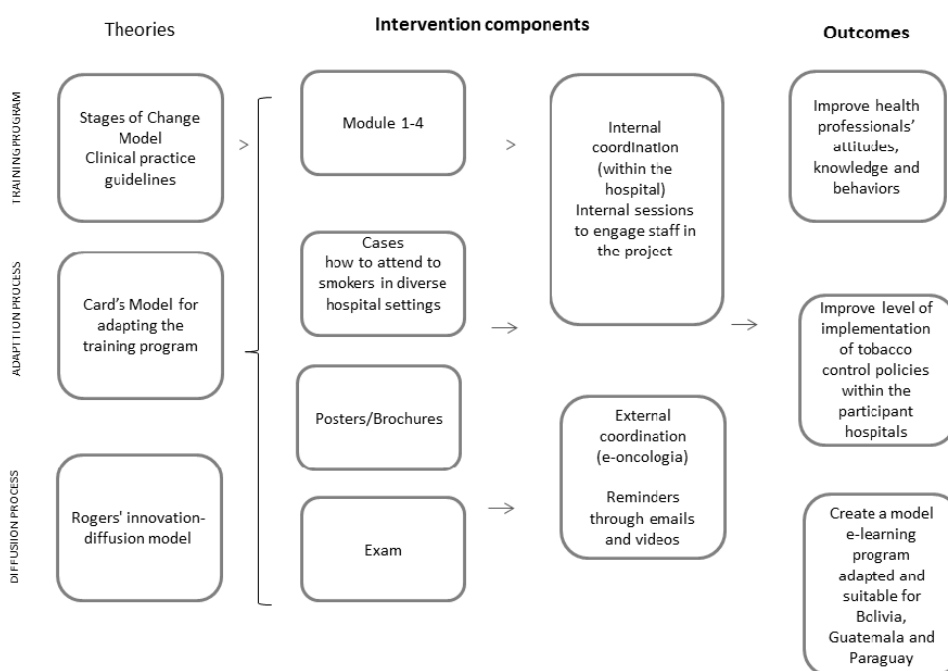 Theories
Intervention components
Outcomes
TRAINING PROGRAM
Stages of Change
Model
Clinical practice
guidelines
>
Module 1-4
>
Internal
coordination
(within the
hospital)
Internal sessions
to engage staff in
the project
Improve health
professionals'
attitudes,
knowledge and
behaviors
ADAPTION PROCESS
Card's Model for
adapting the
training program
Cases
how to attend to
smokers in diverse
hospital settings
Improve level of
implementation
of tobacco
control policies
within the
participant
hospitals
Posters/Brochures
External
coordination
(e-oncologia)
Reminders
through emails
and videos
DIFFUSION PROCESS
Rogers' innovation-
diffusion model
Exam
Create a model
e-learning
program
adapted and
suitable for
Bolivia,
Guatemala and
Paraguay